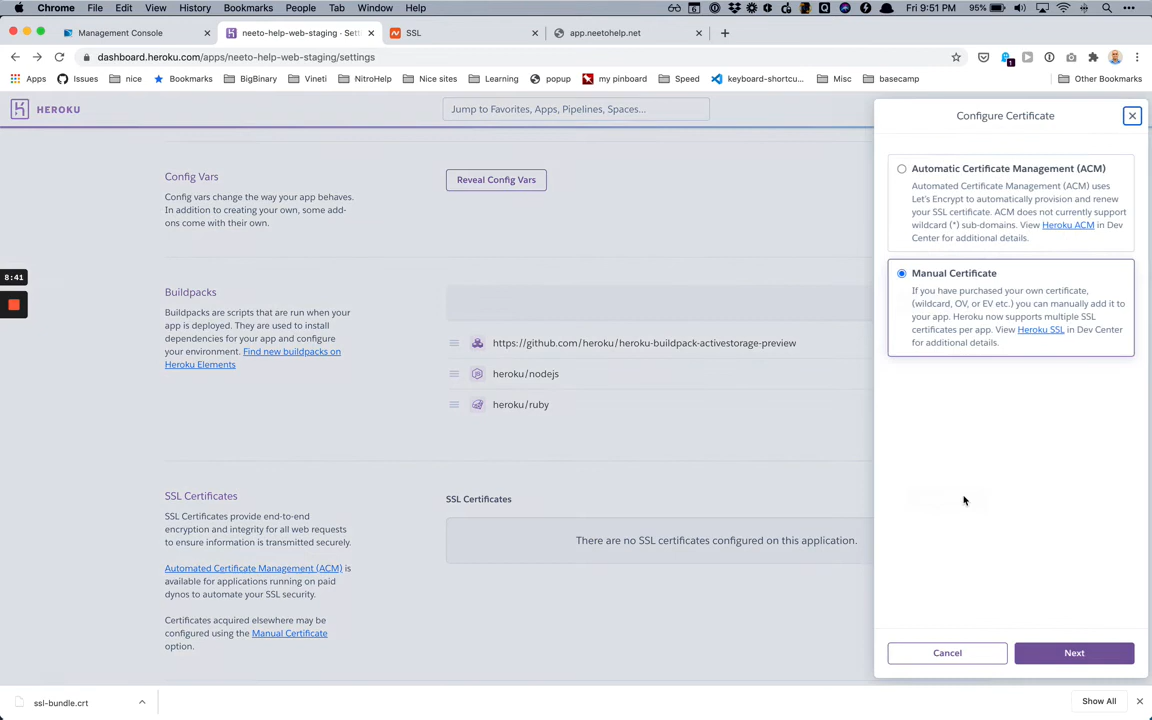 Chrome File Edit View History Bookmarks People Tab Window Help
6 Fri 9:51 PM 95%
Management Console
neeto-help-web-staging · Setti
SSL
app.neetohelp.net
dashboard.heroku.com/apps/neeto-help-web-staging/settings
1
Apps Issues nice Bookmarks BigBinary Vineti NitroHelp Nice sites Learning popup my pinboard Speed keyboard-shortcu... Misc basecamp Other Bookmarks
HEROKU
Jump to Favorites, Apps, Pipelines, Spaces...
Config Vars
Config vars change the way your app behaves.
In addition to creating your own, some add-
ons come with their own.
Reveal Config Vars
8:41
Buildpacks
Buildpacks are scripts that are run when your
app is deployed. They are used to install
dependencies for your app and configure
your environment. Find new buildpacks on
Heroku Elements
https://github.com/heroku/heroku-buildpack-activestorage-preview
heroku/nodejs
heroku/ruby
SSL Certificates
SSL Certificates provide end-to-end
encryption and integrity for all web requests
to ensure information is transmitted securely.
Automated Certificate Management (ACM) is
available for applications running on paid
dynos to automate your SSL security.
Certificates acquired elsewhere may be
configured using the Manual Certificate
option.
SSL Certificates
There are no SSL certificates configured on this application.
Configure Certificate
Automatic Certificate Management (ACM)
Automated Certificate Management (ACM) uses
Let's Encrypt to automatically provision and renew
your SSL certificate. ACM does not currently support
wildcard (*) sub-domains. View Heroku ACM in Dev
Center for additional details.
Manual Certificate
If you have purchased your own certificate,
(wildcard, OV, or EV etc.) you can manually add it to
your app. Heroku now supports multiple SSL
certificates per app. View Heroku SSL in Dev Center
for additional details.
Cancel
Next
ssl-bundle.crt
Show All